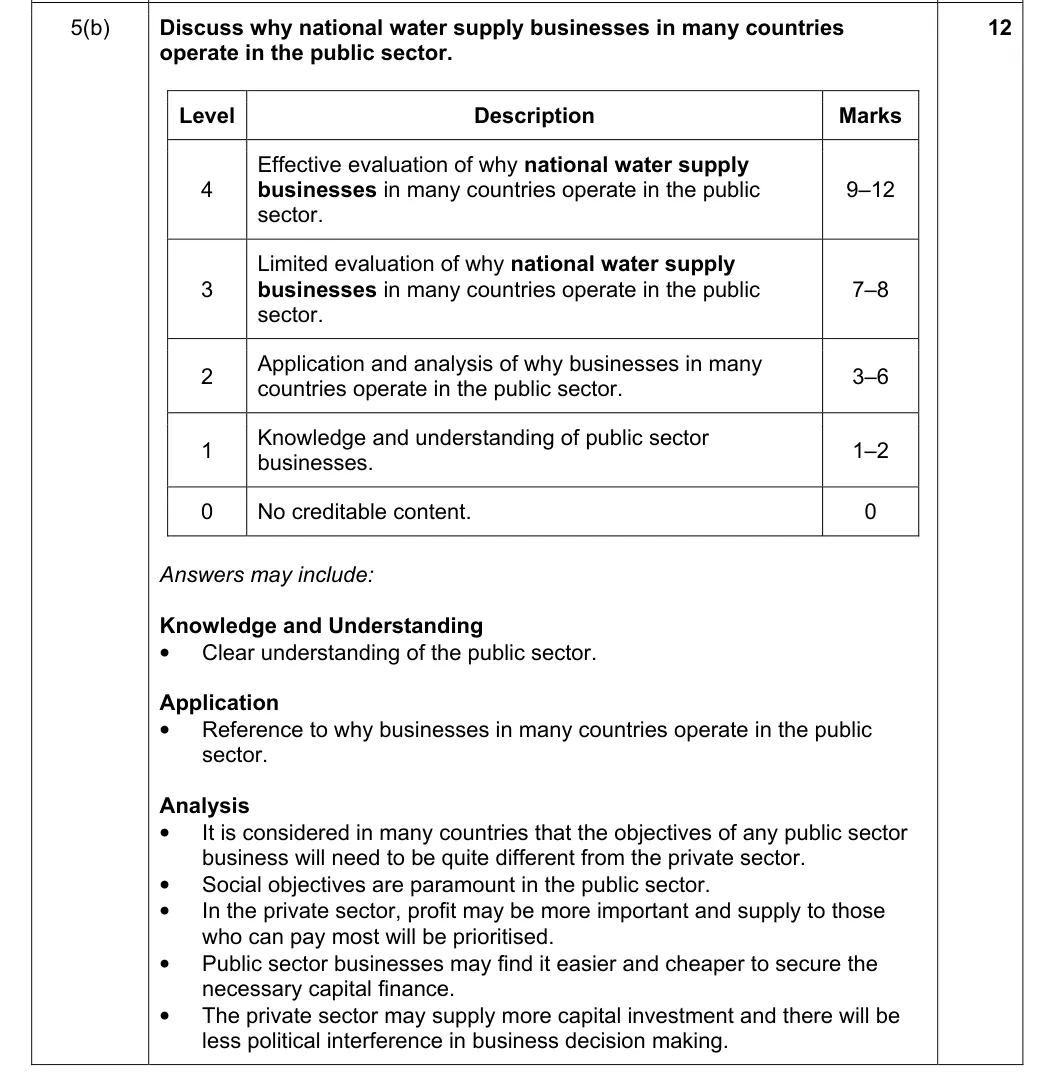 5(b)
Discuss why national water supply businesses in many countries
operate in the public sector.
12
Level Description Marks
4
Effective evaluation of why national water supply
businesses in many countries operate in the public
sector.
9–12
3
Limited evaluation of why national water supply
businesses in many countries operate in the public
sector.
7–8
2
Application and analysis of why businesses in many
countries operate in the public sector.
3–6
1
Knowledge and understanding of public sector
businesses.
1–2
0 No creditable content. 0
Answers may include:
Knowledge and Understanding
• Clear understanding of the public sector.
Application
• Reference to why businesses in many countries operate in the public
sector.
Analysis
• It is considered in many countries that the objectives of any public sector
business will need to be quite different from the private sector.
• Social objectives are paramount in the public sector.
• In the private sector, profit may be more important and supply to those
who can pay most will be prioritised.
• Public sector businesses may find it easier and cheaper to secure the
necessary capital finance.
• The private sector may supply more capital investment and there will be
less political interference in business decision making.